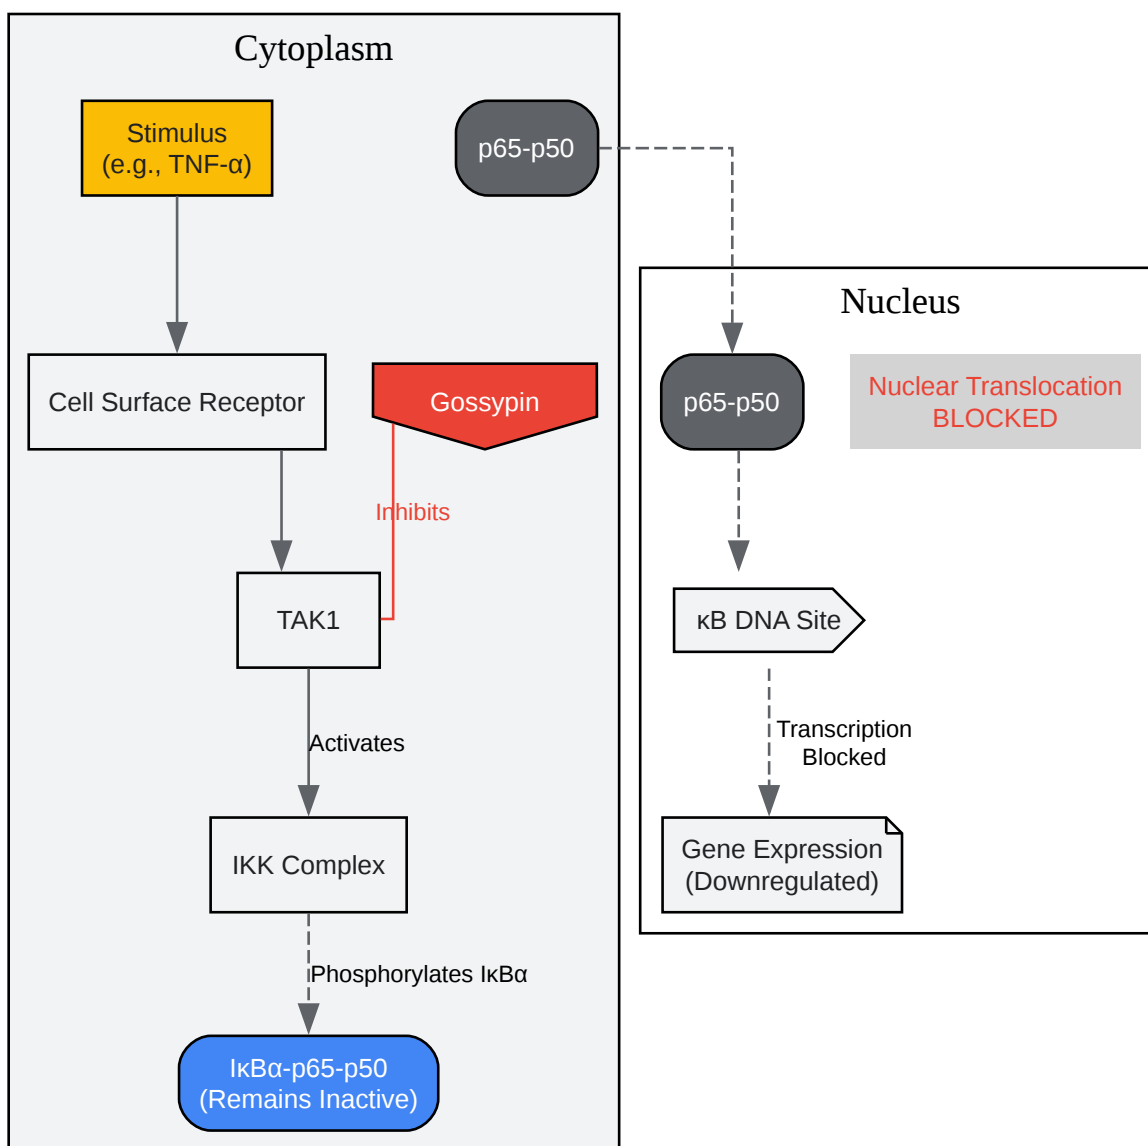 Cytoplasm
Stimulus
(e.g., TNF-α)
p65-p50
Cell Surface Receptor
Gossypin
Inhibits
TAK1
Activates
IKK Complex
Phosphorylates IκBα
IκBα-p65-p50
(Remains Inactive)
Nucleus
p65-p50
Nuclear Translocation
BLOCKED
κB DNA Site
Transcription
Blocked
Gene Expression
(Downregulated)